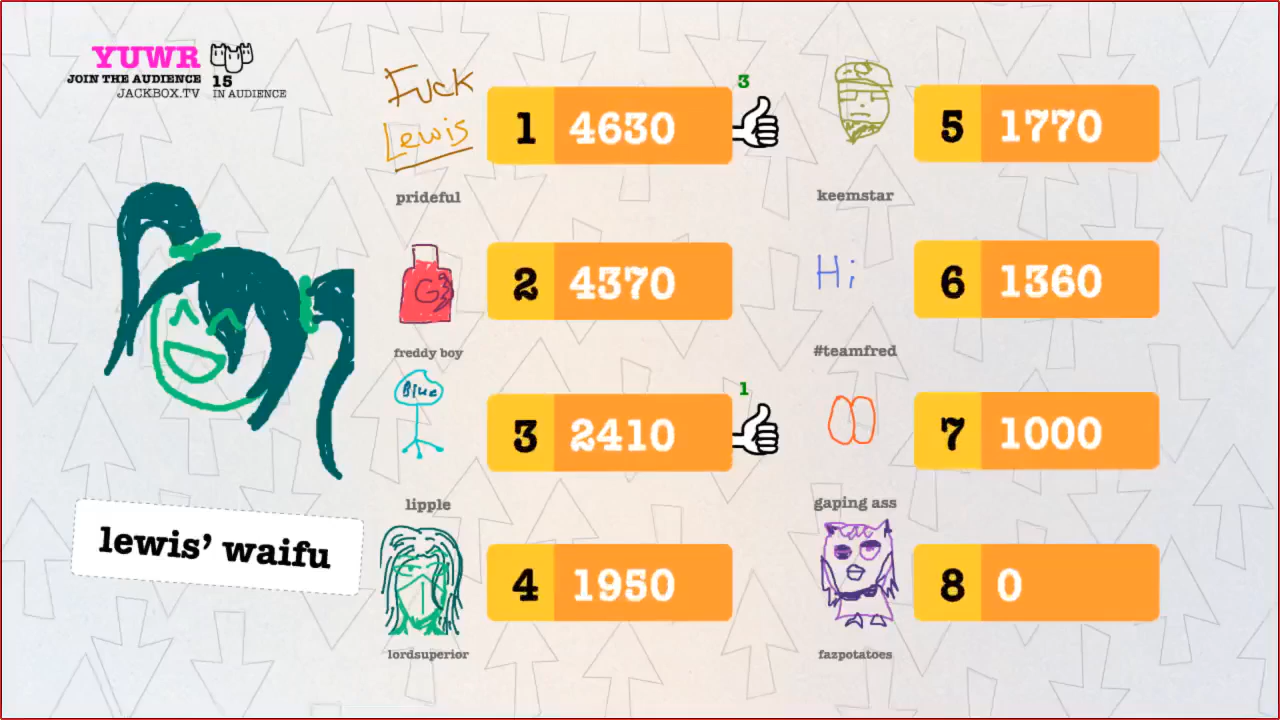 YUWR
JOIN THE AUDIENCE
JACKBOX.TV
15
IN AUDIENCE
lewis' waifu
Fuck
Lewis
prideful
1 4630
3
G
freddy boy
2 4370
Blue
lipple
3 2410
1
lordsuperior
4 1950
keemstar
5 1770
Hi
#teamfred
6 1360
gaping ass
7 1000
fazpotatoes
8 0